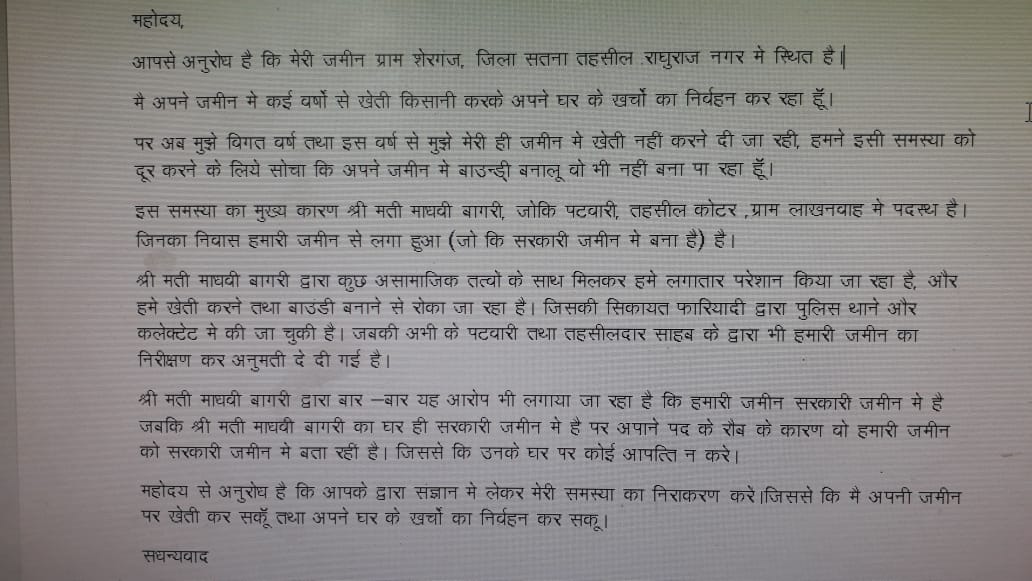 महोदय,
आपसे अनुरोध है कि मेरी जमीन ग्राम शेरगंज, जिला सतना तहसील .राघुराज नगर मे स्थित है|
मै अपने जमीन मे कई वर्षो से खेती किसानी करके अपने घर के खर्चो का निर्वहन कर रहा हूॅ।
पर अब मुझे विगत वर्ष तथा इस वर्ष से मुझे मेरी ही जमीन मे खेती नहीं करने दी जा रही, हमने इसी समस्या को
दूर करने के लिये सोचा कि अपने जमीन मे बाउन्ड्री बनालू वो भी नहीं बना पा रहा हूॅ।
इस समस्या का मुख्य कारण श्री मती माधवी बागरी, जोकि पटवारी, तहसील कोटर ,ग्राम लाखनवाह मे पदस्थ है।
जिनका निवास हमारी जमीन से लगा हुआ (जो कि सरकारी जमीन मे बना है) है।
श्री मती माधवी बागरी द्वारा कुछ असामाजिक तत्वो के साथ मिलकर हमे लगातार परेशान किया जा रहा है, और
हमे खेती करने तथा बाउंडी बनाने से रोका जा रहा है। जिसकी सिकायत फारियादी द्वारा पुलिस थाने और
कलेक्टेट मे की जा चुकी है। जबकी अभी के पटवारी तथा तहसीलदार साहब के द्वारा भी हमारी जमीन का
निरीक्षण कर अनुमती दे दी गई है।
श्री मती माधवी बागरी द्वारा बार –बार यह आरोप भी लगाया जा रहा है कि हमारी जमीन सरकारी जमीन मे है
जबकि श्री मती माघवी बागरी का घर ही सरकारी जमीन मे है पर अपाने पद के रौब के कारण वो हमारी जमीन
को सरकारी जमीन मे बता रहीं है। जिससे कि उनके घर पर कोई आपत्ति न करे।
महोदय से अनुरोध है कि आपके द्वारा संज्ञान मे लेकर मेरी समस्या का निराकरण करे।जिससे कि मै अपनी जमीन
पर खेती कर सकूॅ तथा अपने घर के खर्चो का निर्वहन कर सकू।
सधन्यवाद